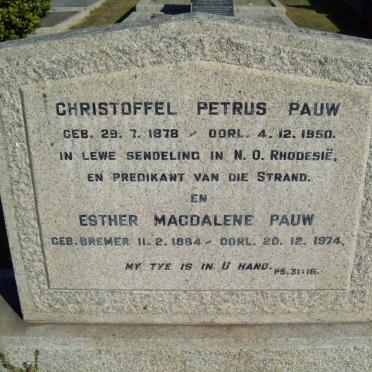 CHRISTOFFEL PETRUS PAUW
GEB. 29. 7. 1878 – OORL. 4. 12. 1950.
IN LEWE SENDELING IN N. O. RHODESIË,
EN PREDIKANT VAN DIE STRAND.
EN
ESTHER MAGDALENE PAUW
GEB. BREMER 11. 2. 1884 – OORL. 20. 12. 1974.
MY TYE IS IN U HAND. PS. 31:16.